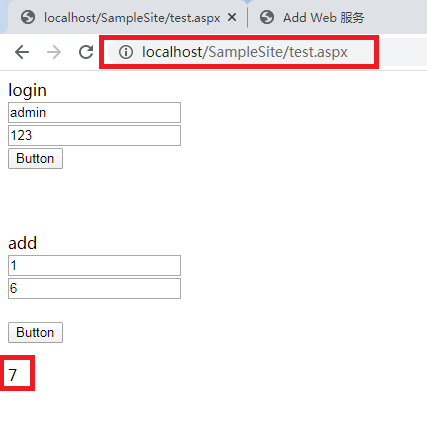 localhost/SampleSite/test.aspx
Add Web 服务
localhost/SampleSite/test.aspx
login
admin
123
Button
add
1
6
Button
7